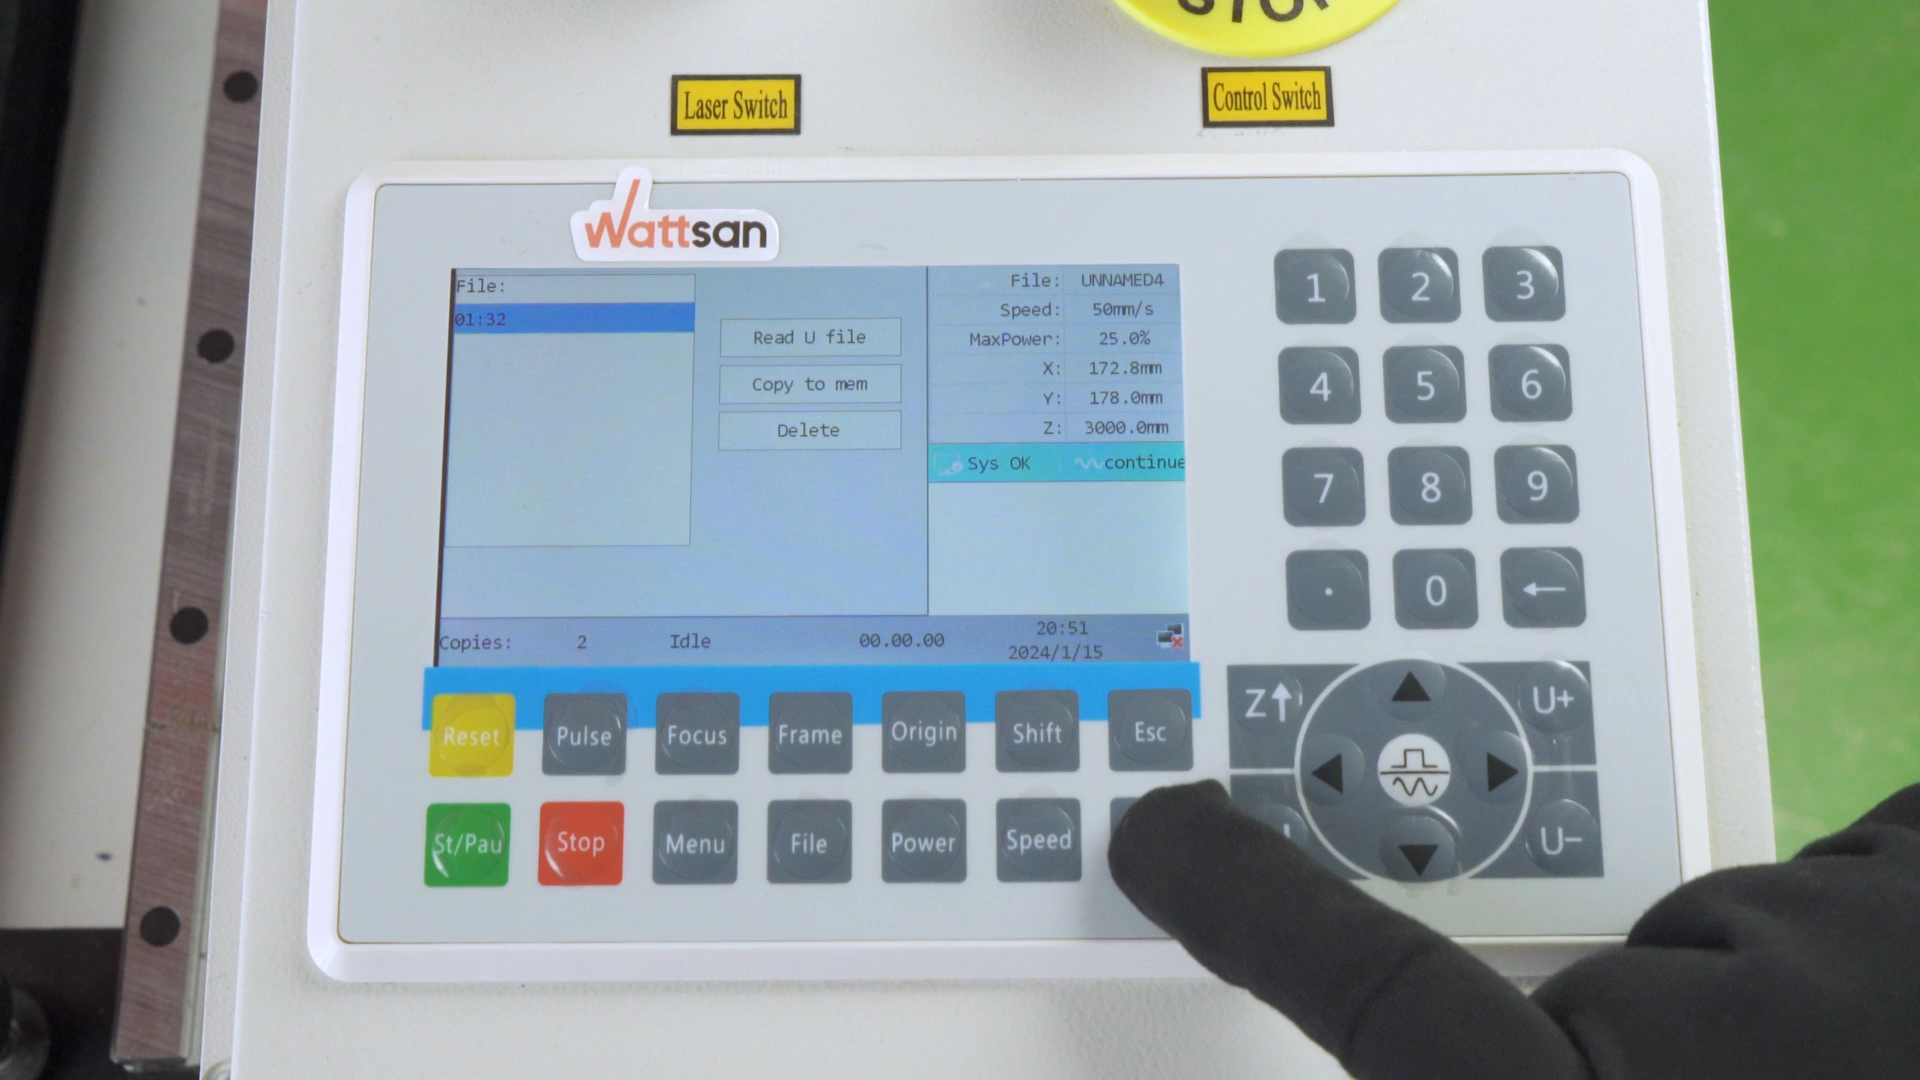 STOP
Laser Switch
Control Switch
Wattsan
File:
01:32
Read U file
Copy to mem
Delete
File: UNNAMED4
Speed: 50mm/s
MaxPower: 25.0%
X: 172.8mm
Y: 178.0mm
Z: 3000.0mm
Sys OK continue
Copies: 2 Idle 00.00.00 20:51
2024/1/15
1 2 3
4 5 6
7 8 9
. 0 ←
Reset Pulse Focus Frame Origin Shift Esc
St/Pau Stop Menu File Power Speed
Z↑ U+
U-